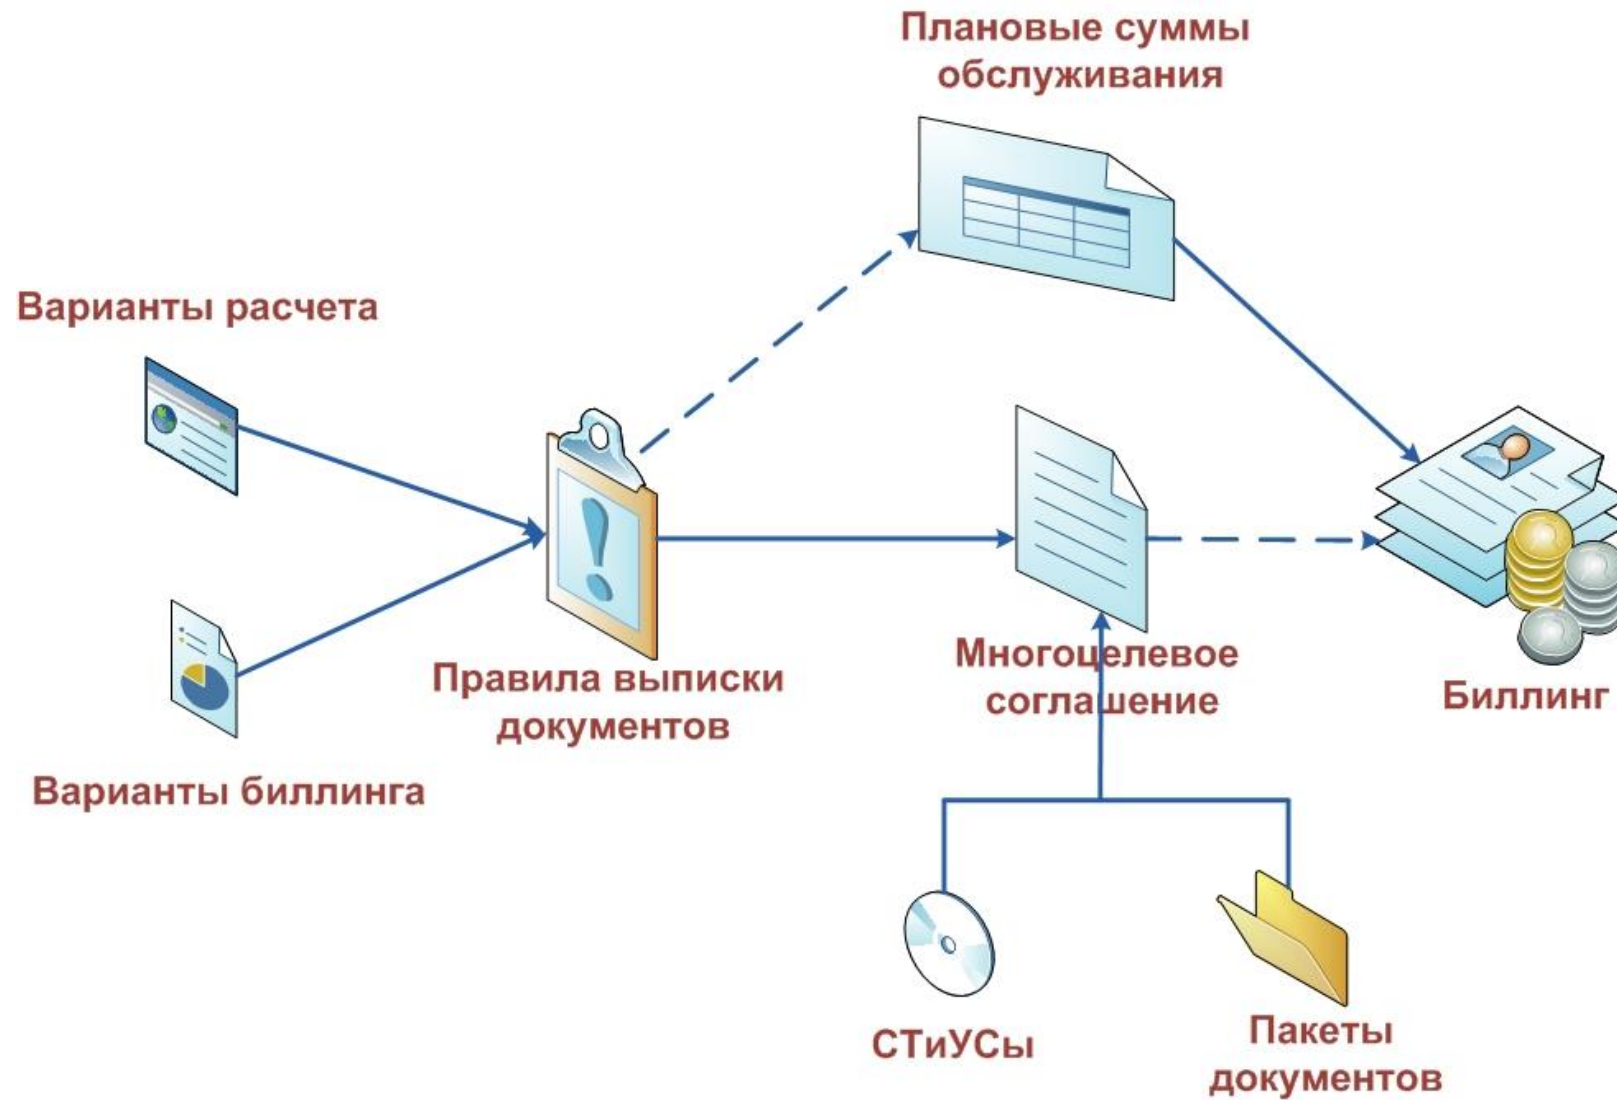 Плановые суммы
обслуживания
Варианты расчета
Правила выписки
документов
Многоцелевое
соглашение
Биллинг
Варианты биллинга
СТиУСы
Пакеты
документов